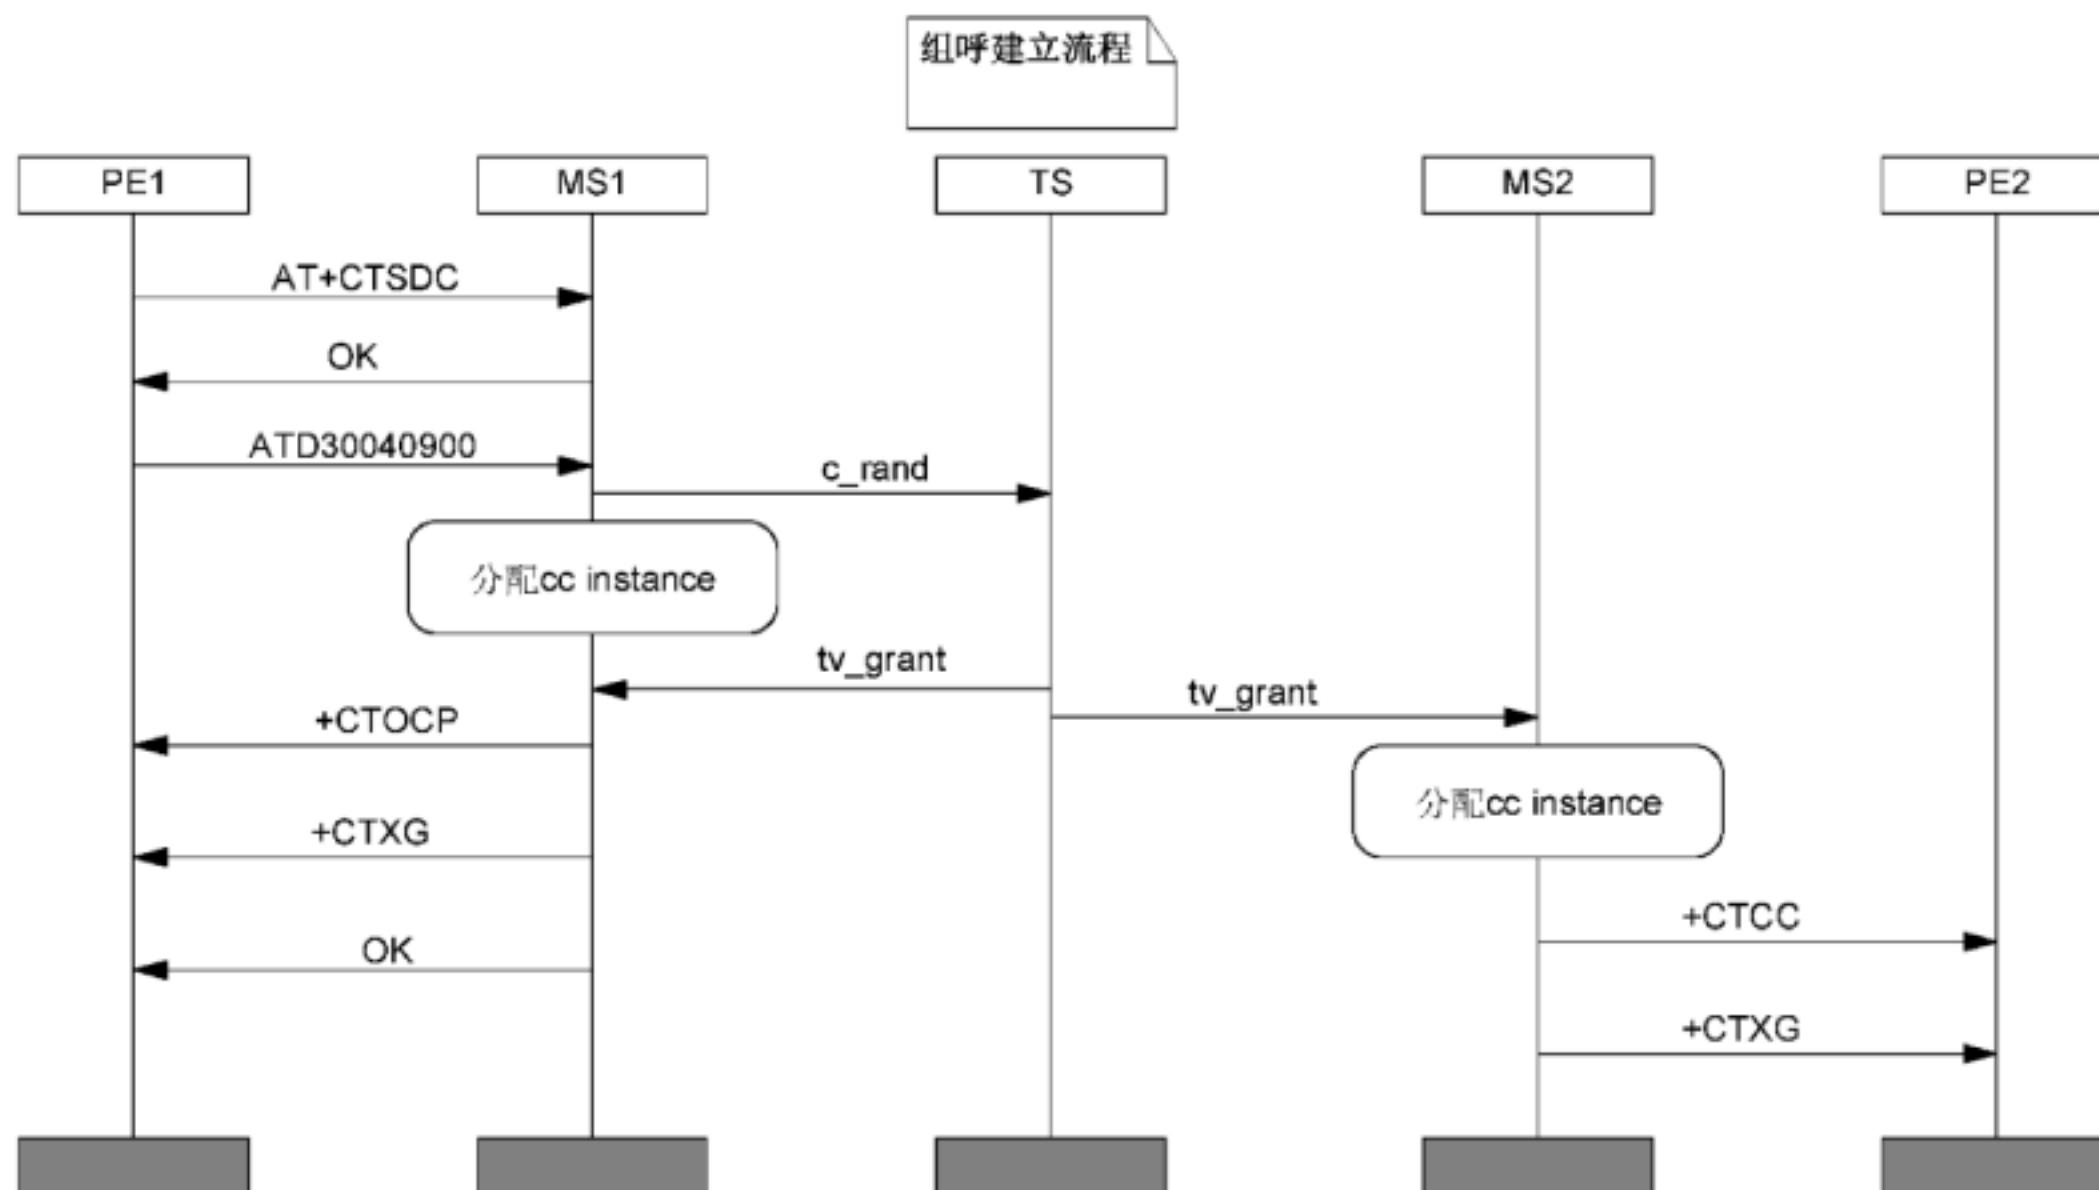 组呼建立流程
PE1
MS1
TS
MS2
PE2
AT+CTSDC
OK
ATD30040900
c_rand
分配cc instance
tv_grant
tv_grant
+CTOCP
分配cc instance
+CTXG
+CTCC
OK
+CTXG